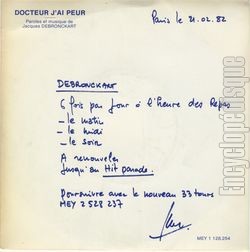 DOCTEUR J'AI PEUR
Paroles et musique de
Jacques DEBRONCKART
Paris le 21.02.82
DEBRONCKART
6 fois par jour à l'heure des Repas
- le matin
- le midi
- le soir
A renouveler
Jusqu'au Hit parade.
Poursuivre avec le nouveau 33 tours
MEY 2528 237
MEY 1 128.254